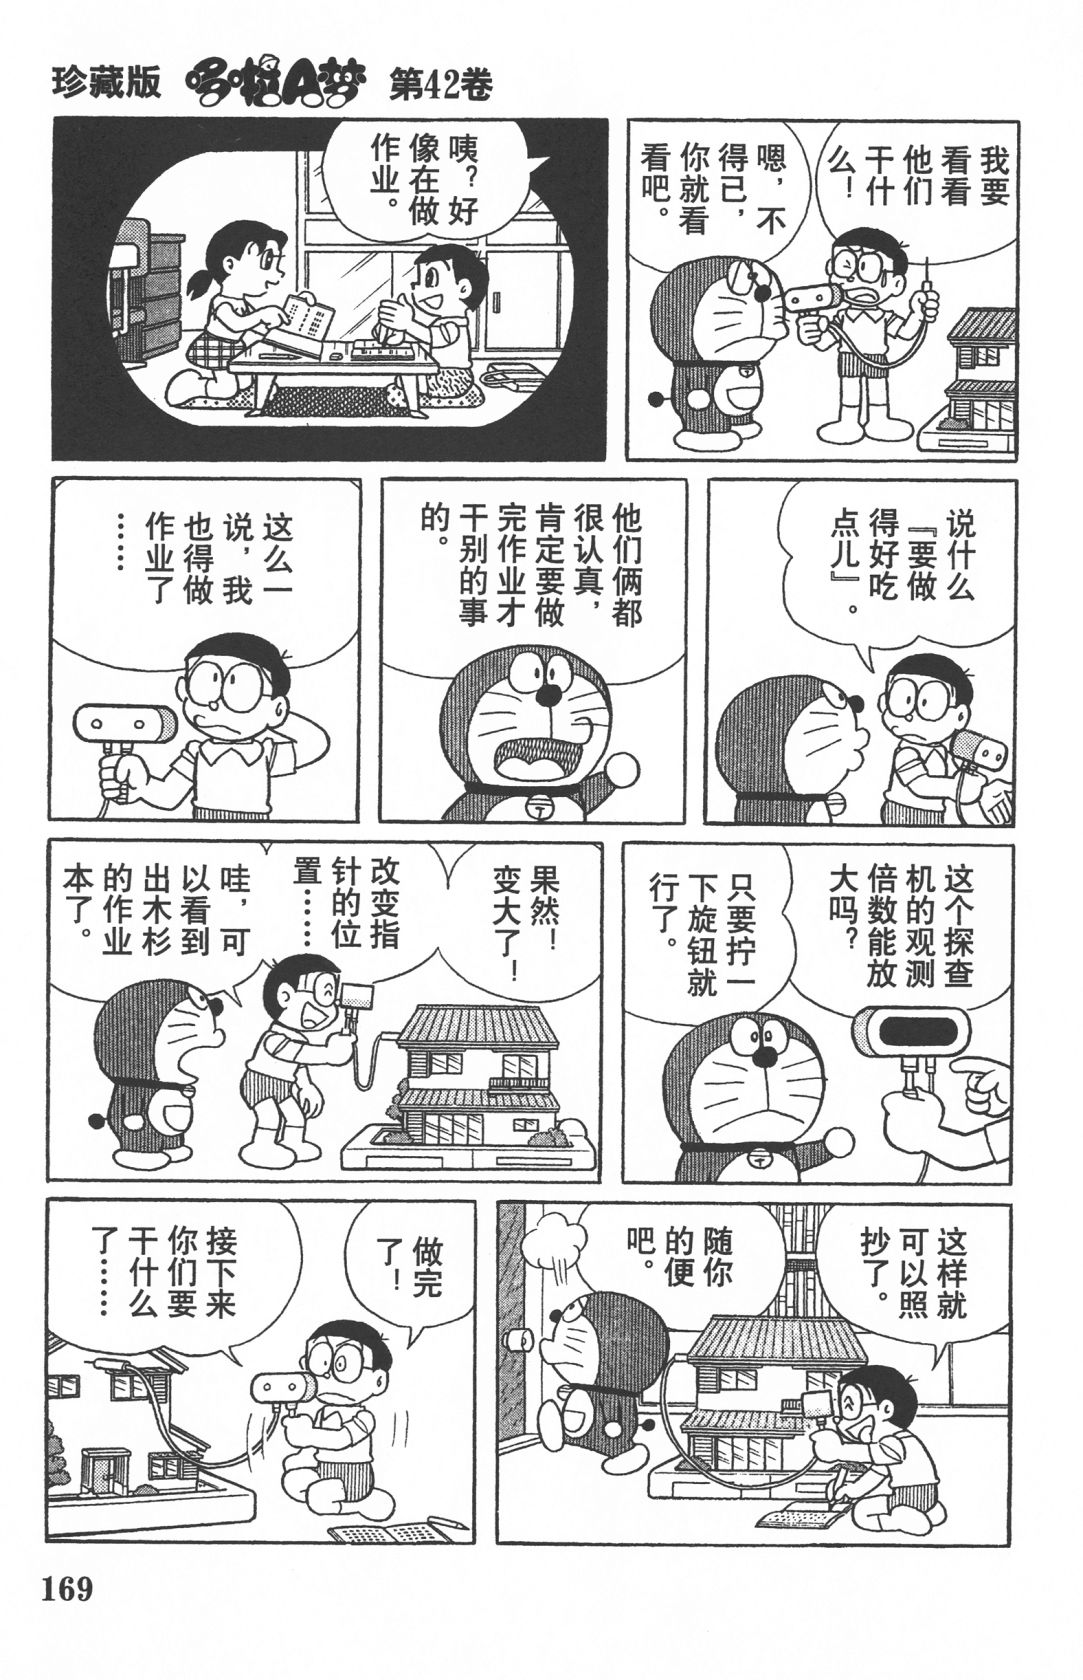 珍藏版 哆啦A梦 第42卷
我要
看看
他们
干什
么！
嗯，不
得已，
你就看
看吧。
咦？好
像在做
作业。
说什么
『要做
得好吃
点儿』。
他们俩都
很认真，
肯定要做
完作业才
干别的事
的。
这么一
说，我
也得做
作业了
……
这个探查
机的观测
倍数能放
大吗？
只要拧一
下旋钮就
行了。
果然！
变大了！
改变指
针的位
置……
哇，可
以看到
出木杉
的作业
本了。
这样就
可以照
抄了。
随你
的便
吧。
做完
了！
接下来
你们要
干什么
了……
169